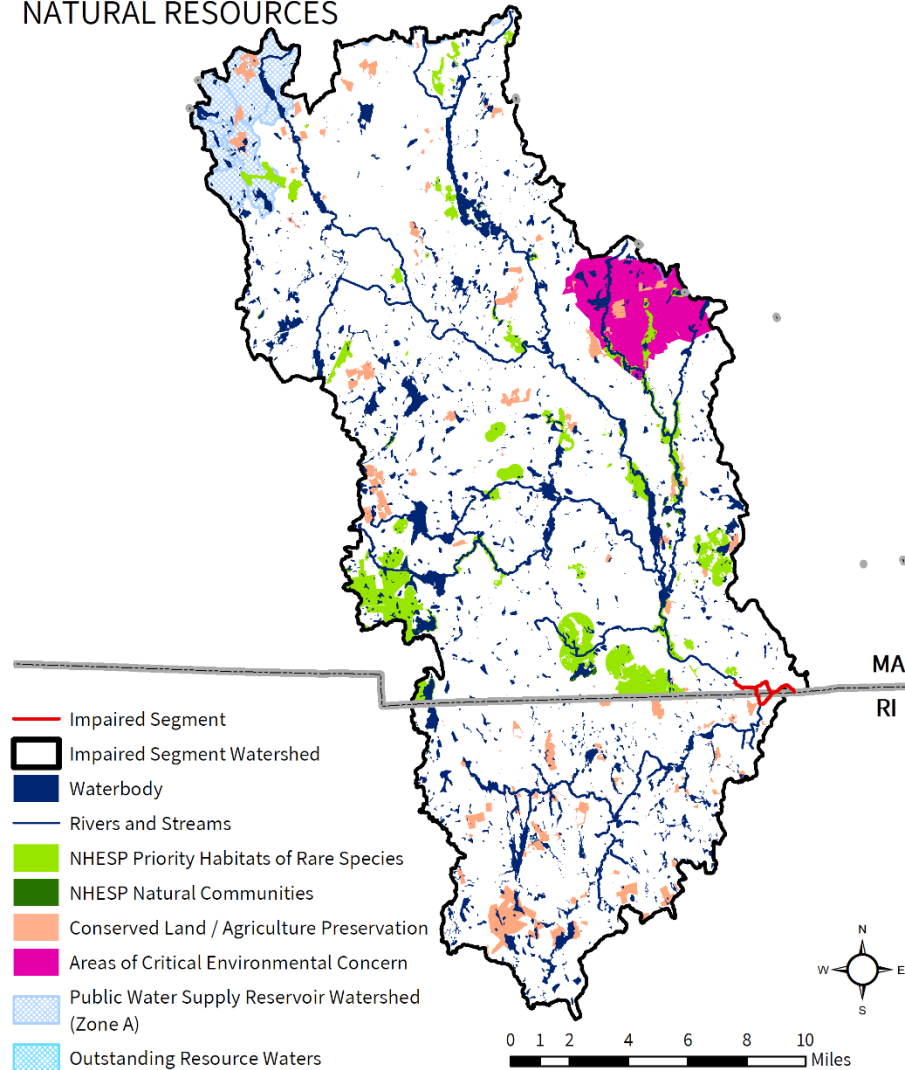 NATURAL RESOURCES
MA
RI
Impaired Segment
Impaired Segment Watershed
Waterbody
Rivers and Streams
NHESP Priority Habitats of Rare Species
NHESP Natural Communities
Conserved Land / Agriculture Preservation
Areas of Critical Environmental Concern
Public Water Supply Reservoir Watershed
(Zone A)
Outstanding Resource Waters
N
W E
S
0 1 2 4 6 8 10
Miles